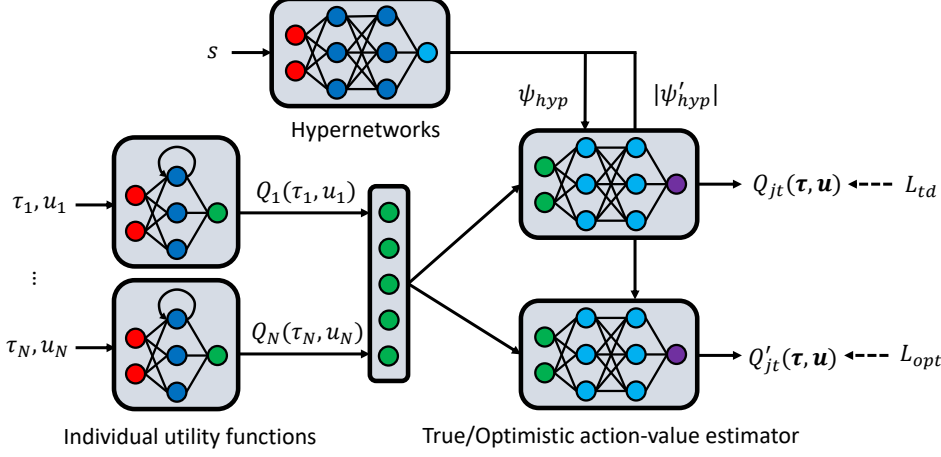 s
Hypernetworks
ψ_hyp
|ψ'_hyp|
τ_1, u_1
Q_1(τ_1, u_1)
Q_jt(𝝉, 𝒖)
L_td
⋮
τ_N, u_N
Q_N(τ_N, u_N)
Q'_jt(𝝉, 𝒖)
L_opt
Individual utility functions
True/Optimistic action-value estimator